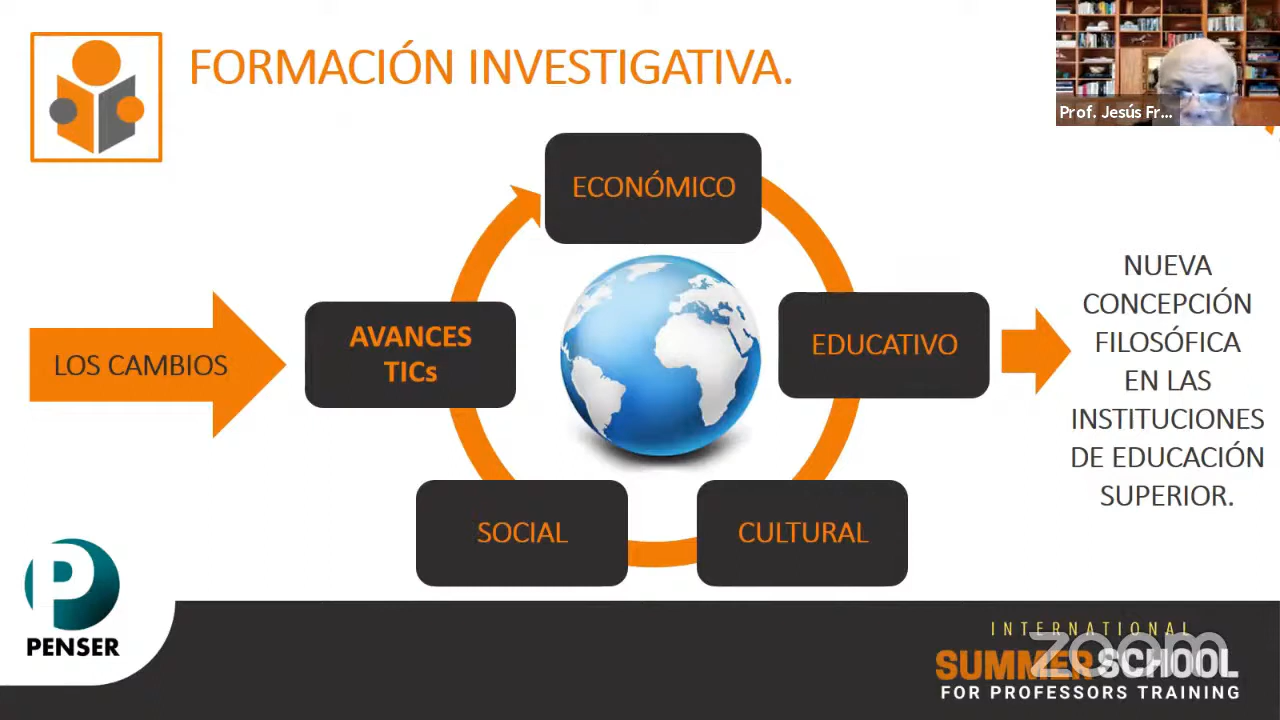 FORMACIÓN INVESTIGATIVA.
Prof. Jesús Fr...
ECONÓMICO
LOS CAMBIOS
AVANCES
TICs
EDUCATIVO
NUEVA
CONCEPCIÓN
FILOSÓFICA
EN LAS
INSTITUCIONES
DE EDUCACIÓN
SUPERIOR.
SOCIAL
CULTURAL
P
PENSER
INTERNATIONAL
SUMMER SCHOOL
zoom
FOR PROFESSORS TRAINING